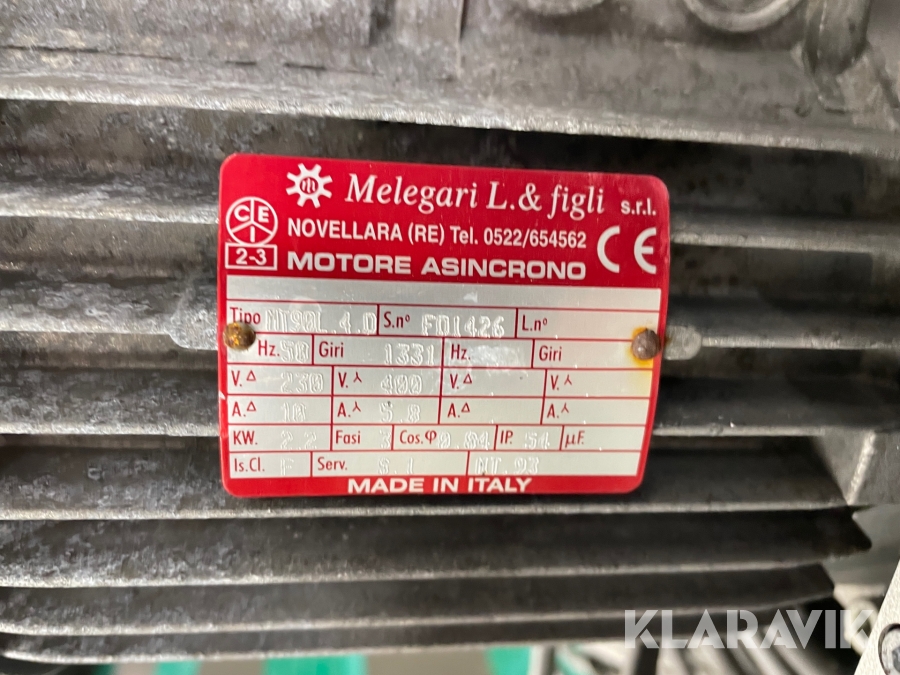 Melegari L. & figli s.r.l.
CEI
2-3
NOVELLARA (RE) Tel. 0522/654562
CE
MOTORE ASINCRONO
Tipo S.n° FD1426 L.n°
Hz. 50 Giri 1331 Hz. Giri
V.Δ 230 V.⅄ 400 V.Δ V.⅄
A.Δ 10 A.⅄ 5.8 A.Δ A.⅄
KW. 2.2 Fasi 3 Cos.φ 0.84 IP. 54 µF.
Is.Cl. F Serv. S.1 MT.93
MADE IN ITALY
KLARAVIK